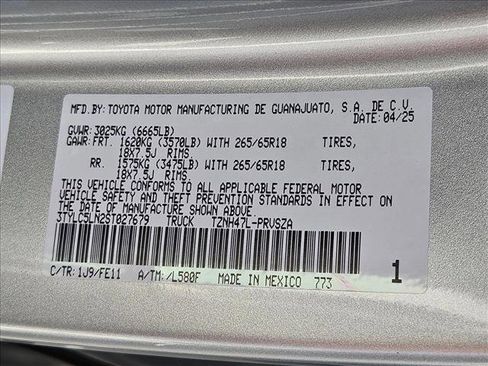 MFD.BY: TOYOTA MOTOR MANUFACTURING DE GUANAJUATO, S.A. DE C.V.
DATE: 04/25
GVWR: 3025KG (6665LB)
GAWR: FRT. 1620KG (3570LB) WITH 265/65R18 TIRES,
18X7.5J RIMS.
RR. 1575KG (3475LB) WITH 265/65R18 TIRES,
18X7.5J RIMS.
THIS VEHICLE CONFORMS TO ALL APPLICABLE FEDERAL MOTOR
VEHICLE SAFETY AND THEFT PREVENTION STANDARDS IN EFFECT ON
THE DATE OF MANUFACTURE SHOWN ABOVE.
3TYLC5LN2ST027679 TRUCK TZNH47L-PRVSZA
C/TR: 1J9/FE11 A/TM: /L580F MADE IN MEXICO 773 1